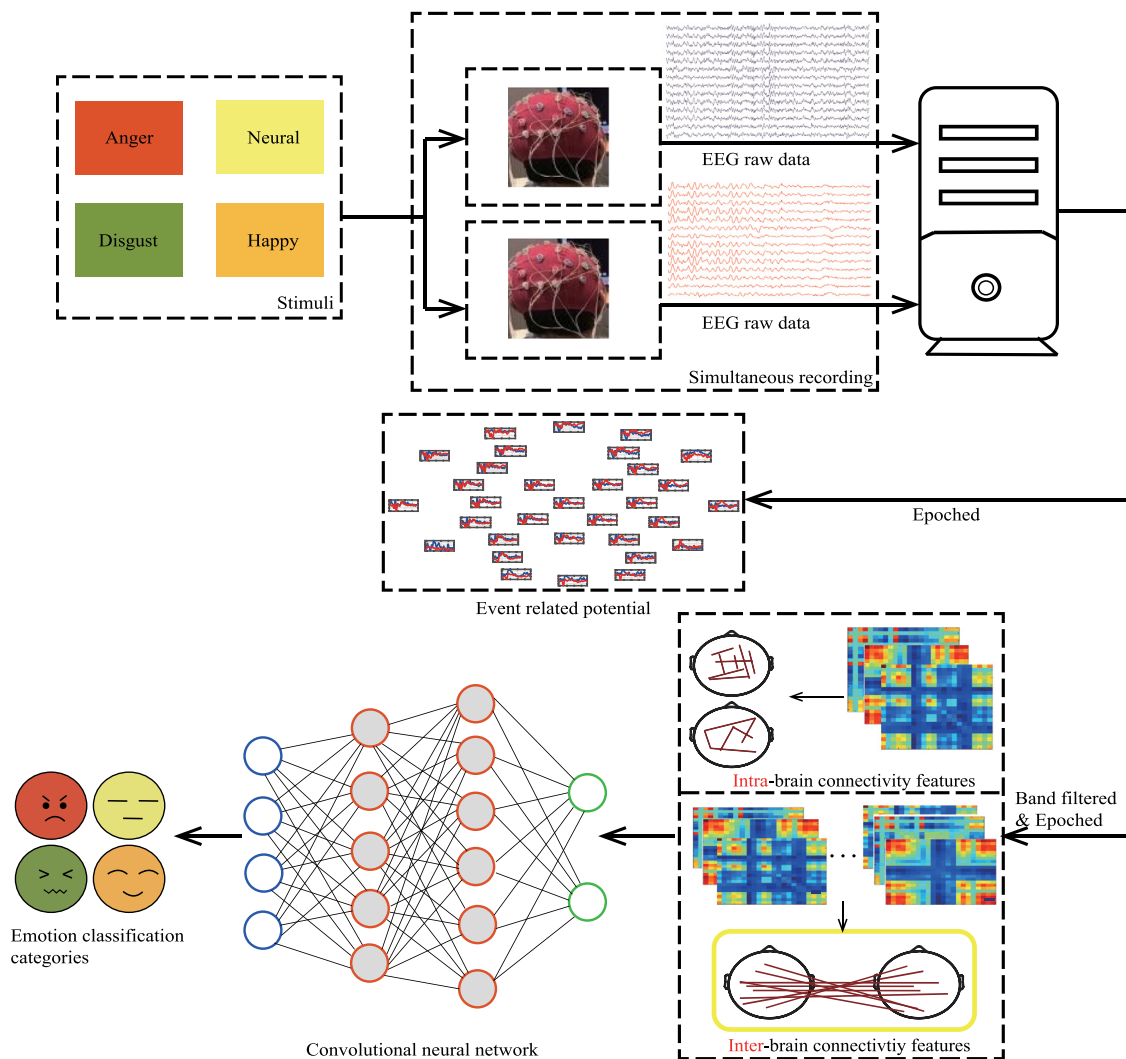 Anger
Neural
Disgust
Happy
Stimuli
EEG raw data
EEG raw data
Simultaneous recording
Epoched
Event related potential
Intra-brain connectivity features
Band filtered
& Epoched
...
Inter-brain connectivtiy features
Convolutional neural network
Emotion classification
categories